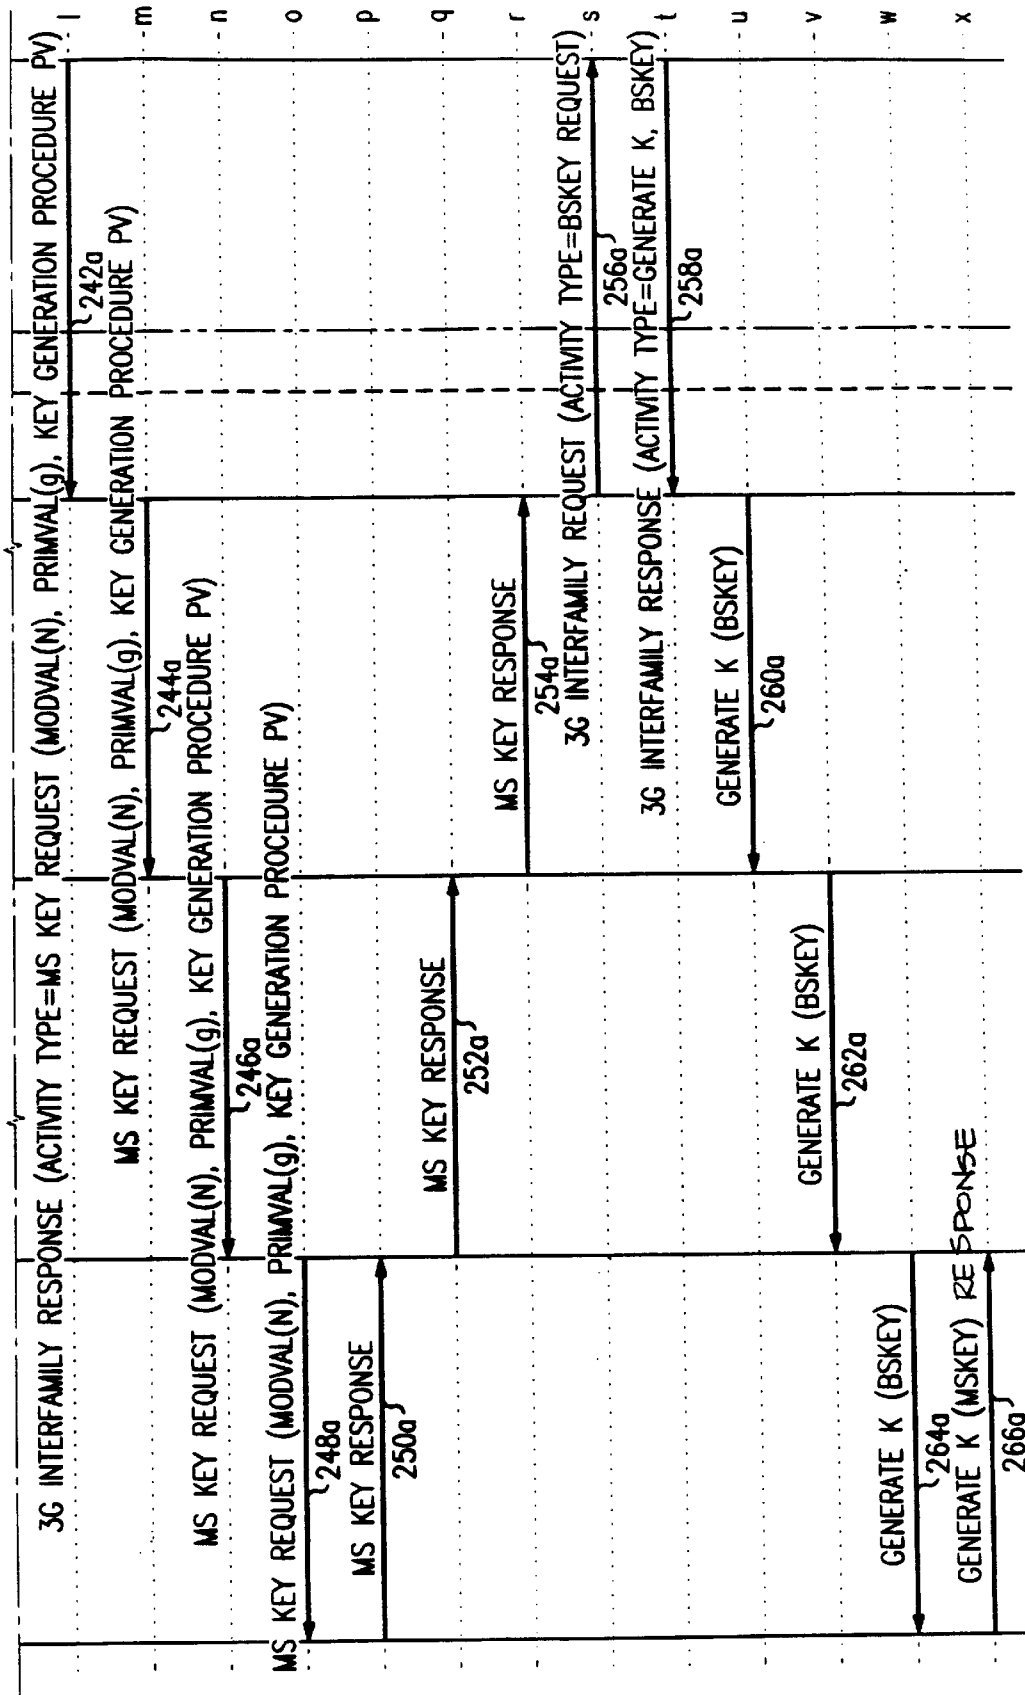 3G INTERFAMILY RESPONSE (ACTIVITY TYPE=MS KEY REQUEST (MODVAL(N), PRIMVAL(g), KEY GENERATION PROCEDURE PV)
l
242a
MS KEY REQUEST (MODVAL(N), PRIMVAL(g), KEY GENERATION PROCEDURE PV)
m
244a
MS KEY REQUEST (MODVAL(N), PRIMVAL(g), KEY GENERATION PROCEDURE PV)
n
246a
MS KEY REQUEST (MODVAL(N), PRIMVAL(g), KEY GENERATION PROCEDURE PV)
o
248a
MS KEY RESPONSE
p
250a
MS KEY RESPONSE
q
252a
MS KEY RESPONSE
r
254a
3G INTERFAMILY REQUEST (ACTIVITY TYPE=BSKEY REQUEST)
s
256a
3G INTERFAMILY RESPONSE (ACTIVITY TYPE=GENERATE K, BSKEY)
t
258a
GENERATE K (BSKEY)
u
260a
GENERATE K (BSKEY)
v
262a
GENERATE K (BSKEY)
w
264a
GENERATE K (MSKEY) RESPONSE
x
266a